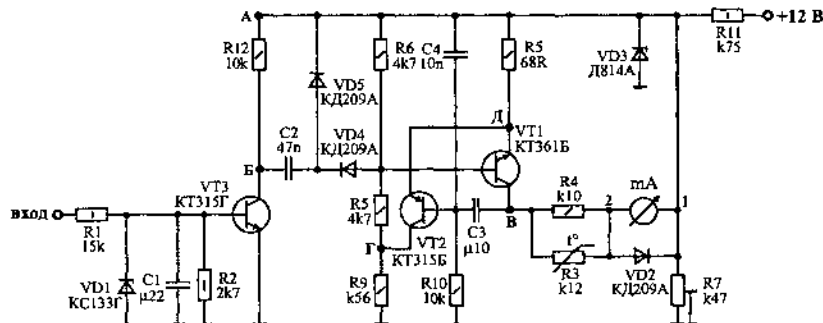 А
+12 В
R12
10k
R6
4k7
C4
10n
R5
68R
VD3
Д814А
R11
k75
VD5
КД209А
Д
VT1
КТ361Б
C2
47n
VD4
КД209А
Б
VT3
КТ315Г
R4
k10
mA
2
1
вход
R1
15k
R5
4k7
C3
μ10
В
t°
Г
VT2
КТ315Б
R3
k12
VD2
КД209А
R7
k47
VD1
КС133Г
C1
μ22
R2
2k7
R9
k56
R10
10k